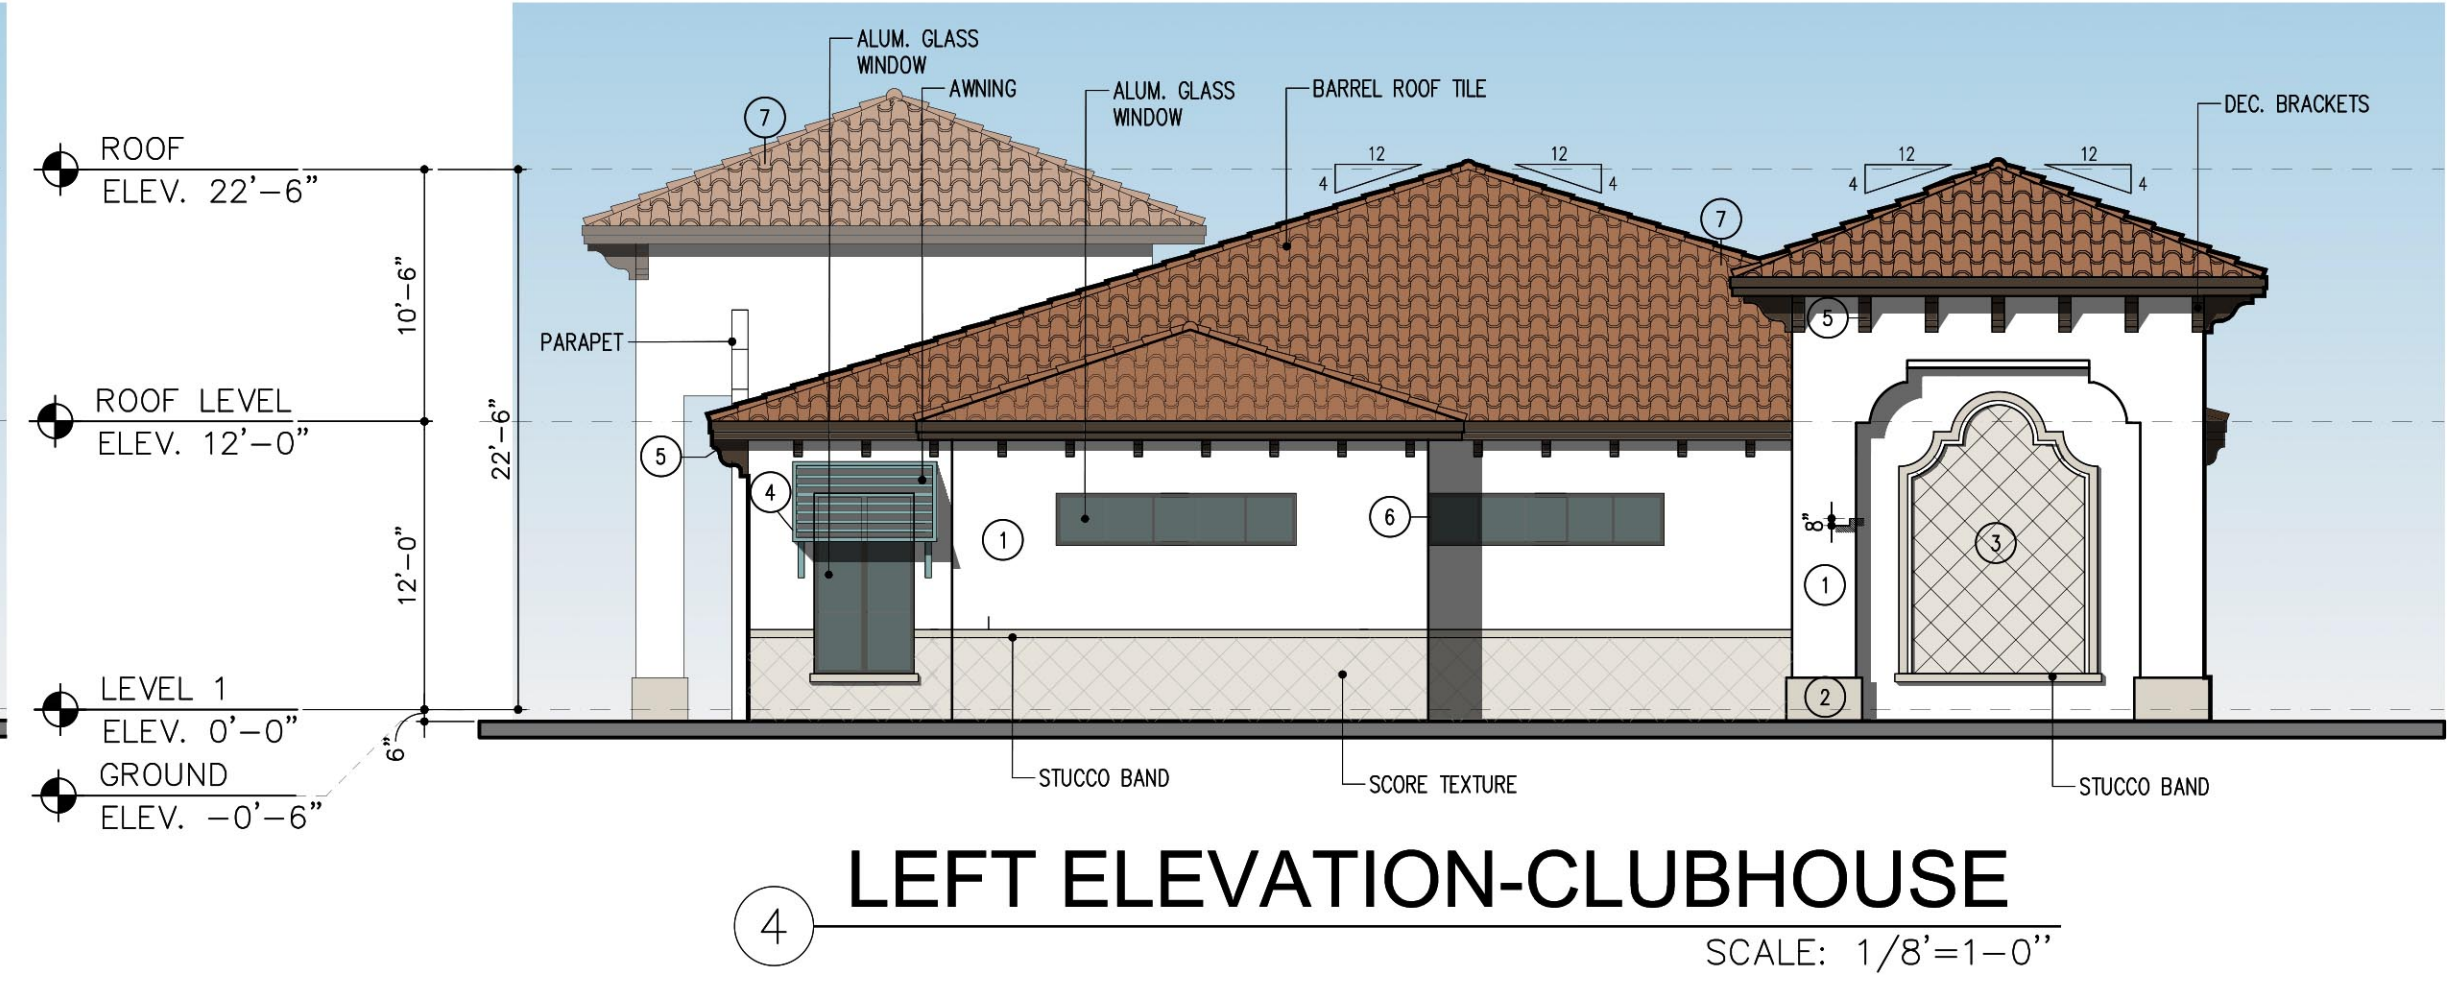 ALUM. GLASS
WINDOW
AWNING
ALUM. GLASS
WINDOW
BARREL ROOF TILE
DEC. BRACKETS
7
12
4
12
4
12
4
12
4
ROOF
ELEV. 22'-6"
7
10'-6"
5
PARAPET
ROOF LEVEL
ELEV. 12'-0"
22'-6"
5
4
1
6
8"
3
12'-0"
1
LEVEL 1
ELEV. 0'-0"
2
6"
GROUND
ELEV. -0'-6"
STUCCO BAND
SCORE TEXTURE
STUCCO BAND
4
LEFT ELEVATION-CLUBHOUSE
SCALE: 1/8'=1-0''